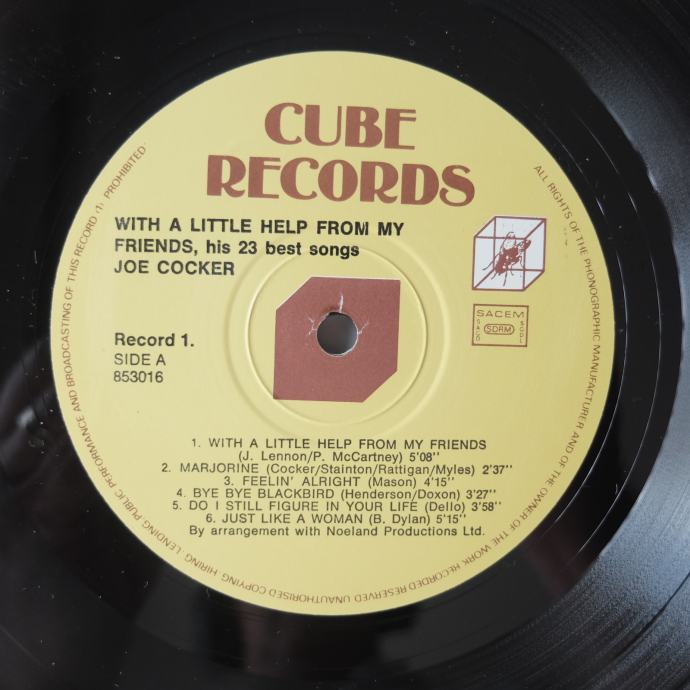 CUBE
RECORDS
WITH A LITTLE HELP FROM MY
FRIENDS, his 23 best songs
JOE COCKER
SACEM
SDRM
Record 1.
SIDE A
853016
1. WITH A LITTLE HELP FROM MY FRIENDS
(J. Lennon/P. McCartney) 5'08''
2. MARJORINE (Cocker/Stainton/Rattigan/Myles) 2'37''
3. FEELIN' ALRIGHT (Mason) 4'15''
4. BYE BYE BLACKBIRD (Henderson/Doxon) 3'27''
5. DO I STILL FIGURE IN YOUR LIFE (Dello) 3'58''
6. JUST LIKE A WOMAN (B. Dylan) 5'15''
By arrangement with Noeland Productions Ltd.
ALL RIGHTS OF THE PHONOGRAPHIC MANUFACTURER AND OF THE OWNER OF THE WORK RECORDED RESERVED UNAUTHORISED COPYING HIRING, LENDING PUBLIC PERFORMANCE AND BROADCASTING OF THIS RECORD (1) PROHIBITED